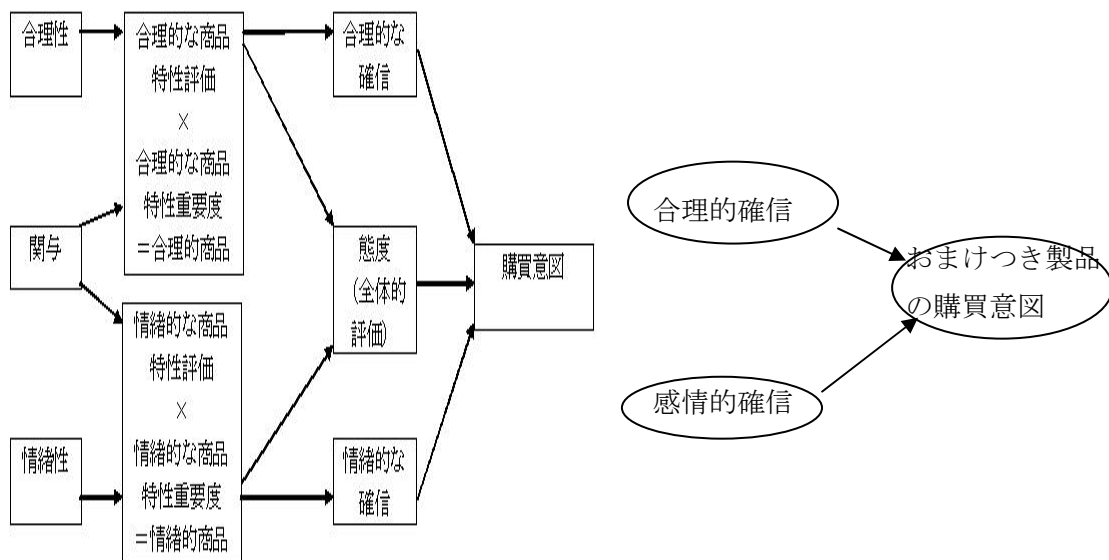 合理性
合理的な商品
特性評価
×
合理的な商品
特性重要度
＝合理的商品
合理的な
確信
関与
態度
(全体的
評価)
購買意図
情緒的な商品
特性評価
×
情緒的な商品
特性重要度
＝情緒的商品
情緒性
情緒的な
確信
合理的確信
おまけつき製品
の購買意図
感情的確信